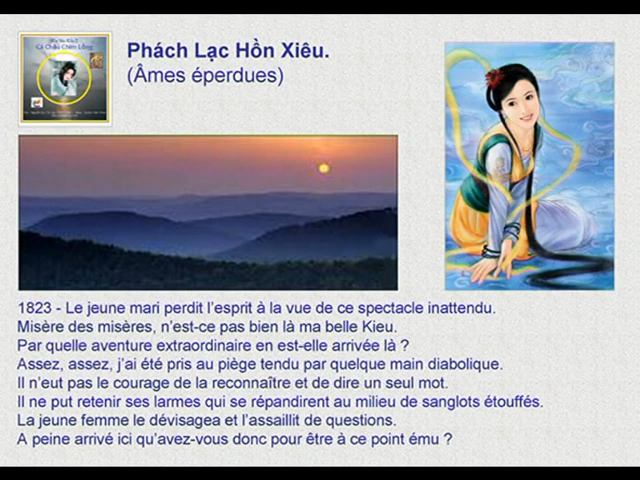 Cá Chậu Chim Lồng
Phách Lạc Hồn Xiêu.
(Âmes éperdues)
1823 - Le jeune mari perdit l'esprit à la vue de ce spectacle inattendu.
Misère des misères, n'est-ce pas bien là ma belle Kieu.
Par quelle aventure extraordinaire en est-elle arrivée là ?
Assez, assez, j'ai été pris au piège tendu par quelque main diabolique.
Il n'eut pas le courage de la reconnaître et de dire un seul mot.
Il ne put retenir ses larmes qui se répandirent au milieu de sanglots étouffés.
La jeune femme le dévisagea et l'assaillit de questions.
A peine arrivé ici qu'avez-vous donc pour être à ce point ému ?